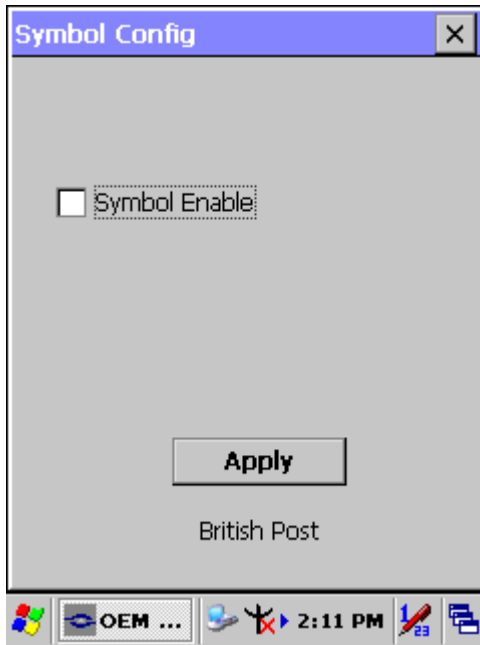 Symbol Config
Symbol Enable
Apply
British Post
OEM ... 2:11 PM